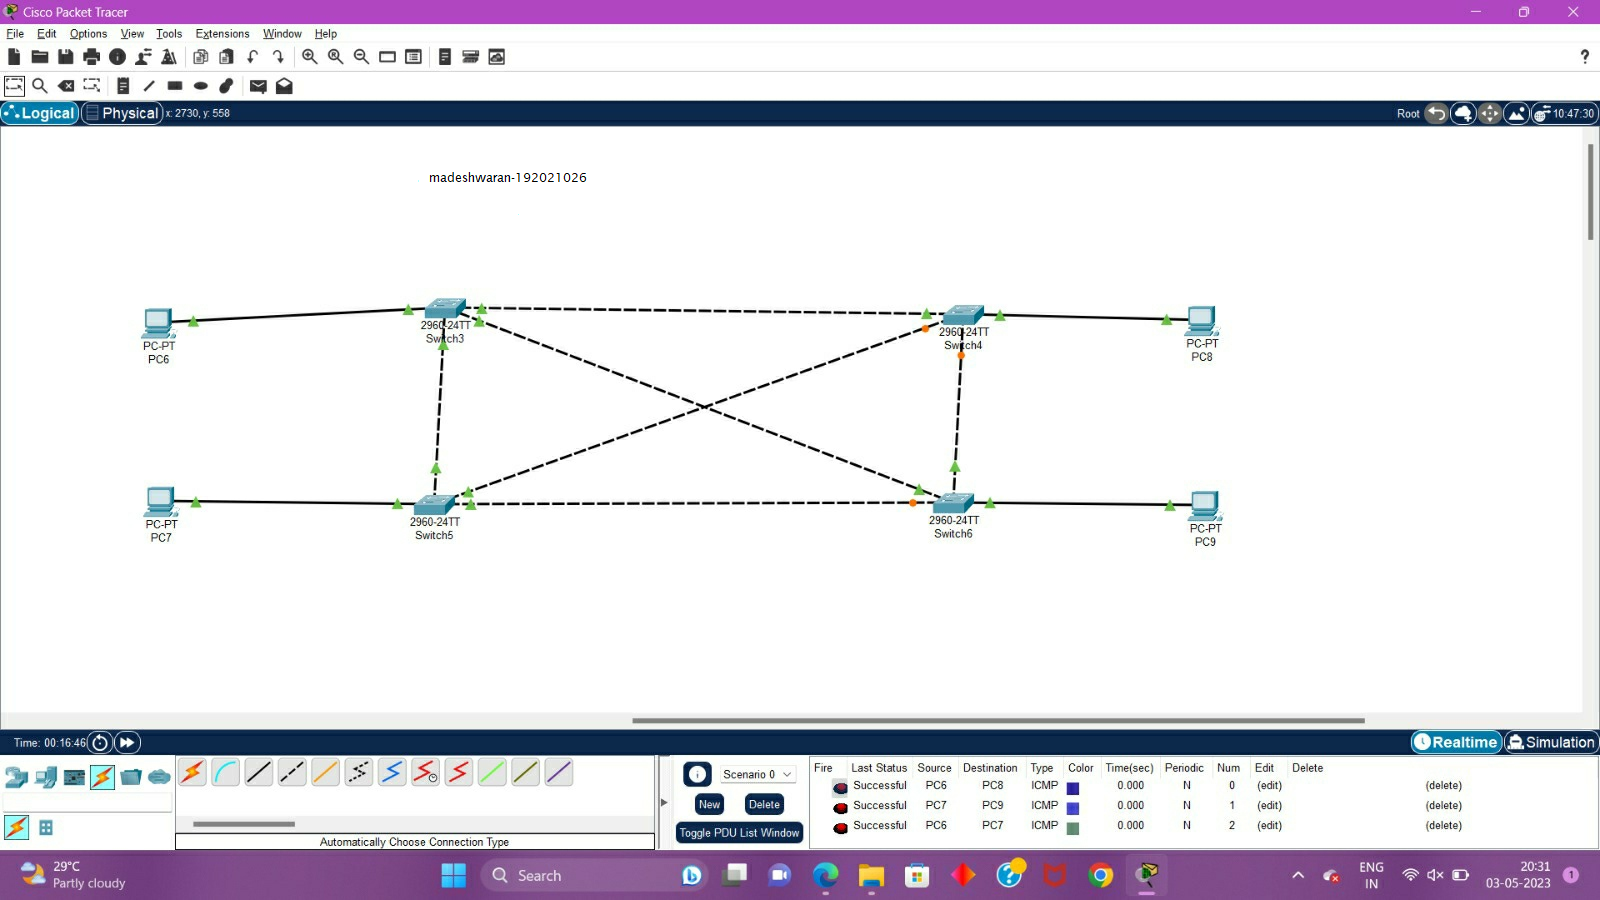 Cisco Packet Tracer
File Edit Options View Tools Extensions Window Help
?
Logical Physical x: 2730, y: 558 Root 10:47:30
madeshwaran-192021026
2960-24TT
Switch3
2960-24TT
Switch4
PC-PT
PC6
PC-PT
PC8
2960-24TT
Switch5
2960-24TT
Switch6
PC-PT
PC7
PC-PT
PC9
Time: 00:16:46 Realtime Simulation
Scenario 0
New Delete
Toggle PDU List Window
Automatically Choose Connection Type
Fire Last Status Source Destination Type Color Time(sec) Periodic Num Edit Delete
Successful PC6 PC8 ICMP 0.000 N 0 (edit) (delete)
Successful PC7 PC9 ICMP 0.000 N 1 (edit) (delete)
Successful PC6 PC7 ICMP 0.000 N 2 (edit) (delete)
29°C
Partly cloudy
Search
ENG
IN
20:31
03-05-2023
1